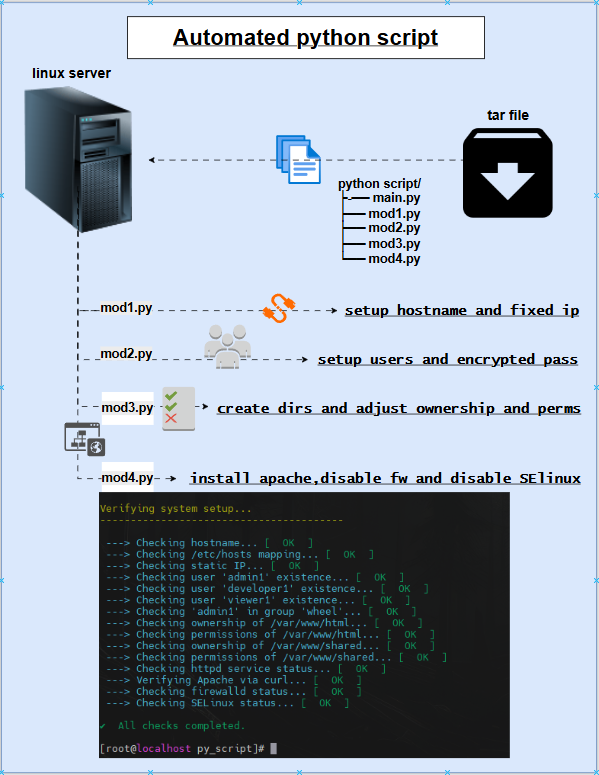 Automated python script
linux server
tar file
python script/
main.py
mod1.py
mod2.py
mod3.py
mod4.py
mod1.py
setup hostname and fixed ip
mod2.py
setup users and encrypted pass
mod3.py
create dirs and adjust ownership and perms
mod4.py
install apache,disable fw and disable SElinux
Verifying system setup...
----------------------------------------
---> Checking hostname... [  OK  ]
---> Checking /etc/hosts mapping... [  OK  ]
---> Checking static IP... [  OK  ]
---> Checking user 'admin1' existence... [  OK  ]
---> Checking user 'developer1' existence... [  OK  ]
---> Checking user 'viewer1' existence... [  OK  ]
---> Checking 'admin1' in group 'wheel'... [  OK  ]
---> Checking ownership of /var/www/html... [  OK  ]
---> Checking permissions of /var/www/html... [  OK  ]
---> Checking ownership of /var/www/shared... [  OK  ]
---> Checking permissions of /var/www/shared... [  OK  ]
---> Checking httpd service status... [  OK  ]
---> Verifying Apache via curl... [  OK  ]
---> Checking firewalld status... [  OK  ]
---> Checking SELinux status... [  OK  ]
✔ All checks completed.
[root@localhost py_script]#